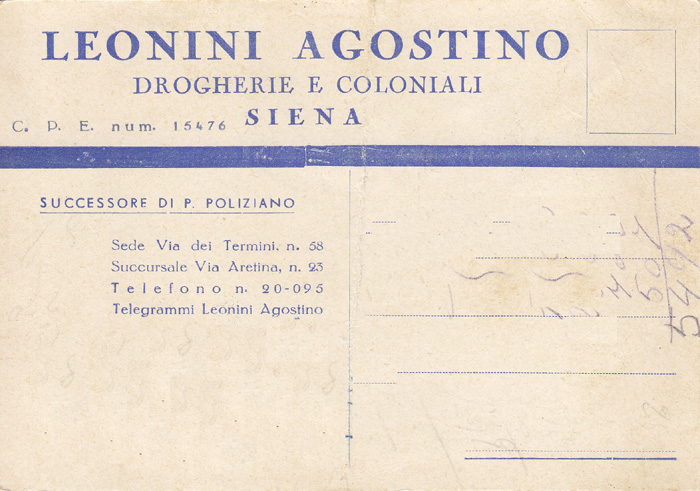 LEONINI AGOSTINO
DROGHERIE E COLONIALI
SIENA
C. P. E. num. 15476
SUCCESSORE DI P. POLIZIANO
Sede Via dei Termini, n. 58
Succursale Via Aretina, n. 23
Telefono n. 20-095
Telegrammi Leonini Agostino
5492